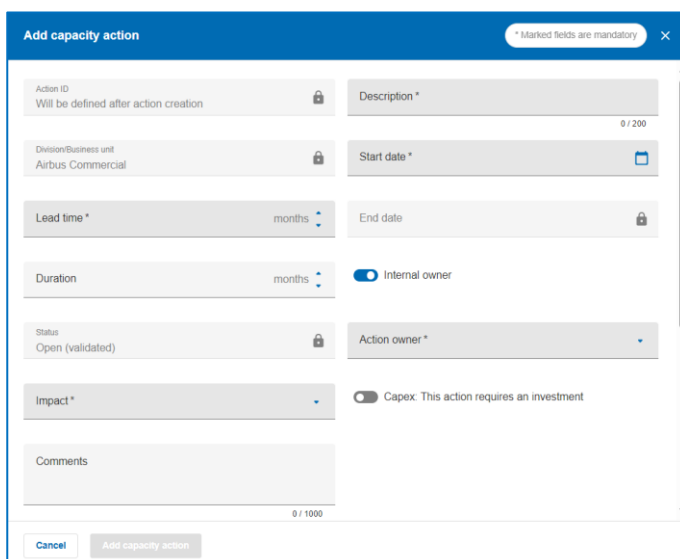 Add capacity action
* Marked fields are mandatory
Action ID
Will be defined after action creation
Description *
0 / 200
Division/Business unit
Airbus Commercial
Start date *
Lead time *
months
End date
Duration
months
Internal owner
Status
Open (validated)
Action owner *
Impact *
Capex: This action requires an investment
Comments
0 / 1000
Cancel
Add capacity action